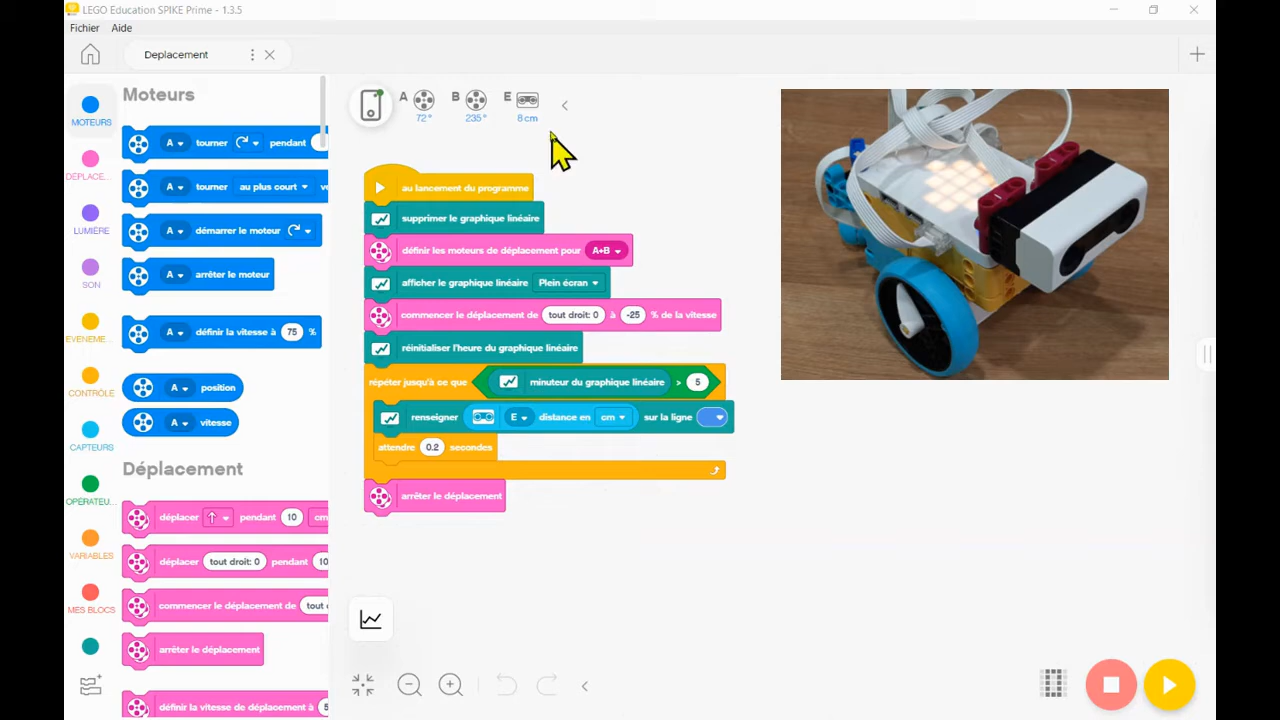 LEGO Education SPIKE Prime - 1.3.5
Fichier Aide
Deplacement
MOTEURS
DÉPLACE...
LUMIÈRE
SON
ÉVÉNEME...
CONTRÔLE
CAPTEURS
OPÉRATEU...
VARIABLES
MES BLOCS
Moteurs
A tourner pendant
A tourner au plus court
A démarrer le moteur
A arrêter le moteur
A définir la vitesse à 75 %
A position
A vitesse
Déplacement
déplacer pendant 10 cm
déplacer tout droit: 0 pendant
commencer le déplacement de
arrêter le déplacement
définir la vitesse de déplacement à
A 72° B 235° E 8 cm
au lancement du programme
supprimer le graphique linéaire
définir les moteurs de déplacement pour A+B
afficher le graphique linéaire Plein écran
commencer le déplacement de tout droit: 0 à -25 % de la vitesse
réinitialiser l'heure du graphique linéaire
répéter jusqu'à ce que minuteur du graphique linéaire > 5
renseigner E distance en cm sur la ligne
attendre 0.2 secondes
arrêter le déplacement